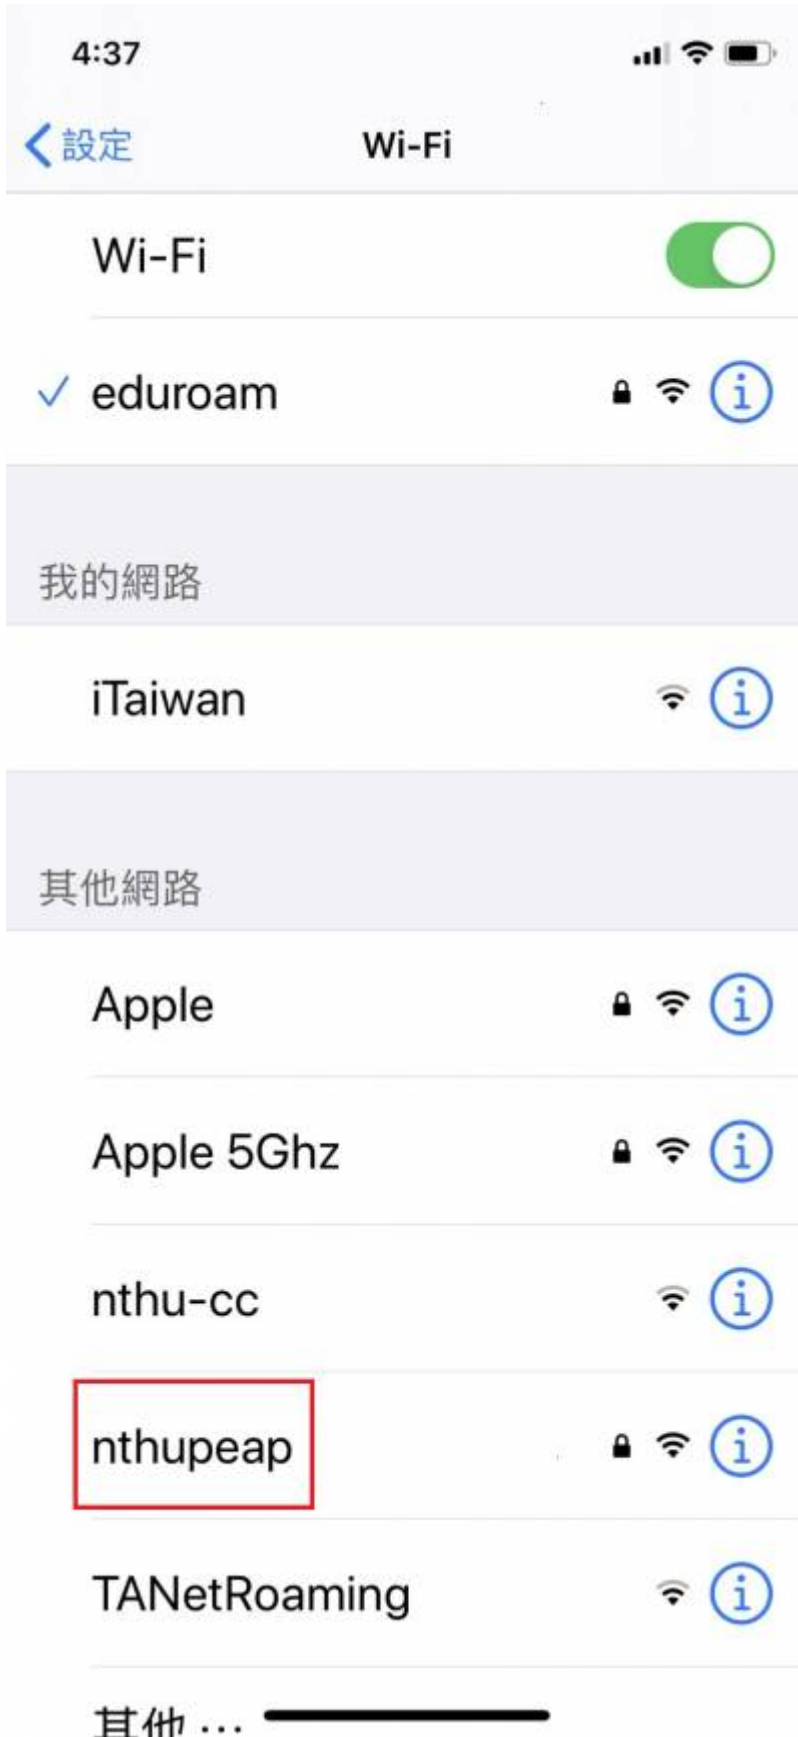 4:37
設定
Wi-Fi
Wi-Fi
eduroam
我的網路
iTaiwan
其他網路
Apple
Apple 5Ghz
nthu-cc
nthupeap
TANetRoaming
其他 ⋯